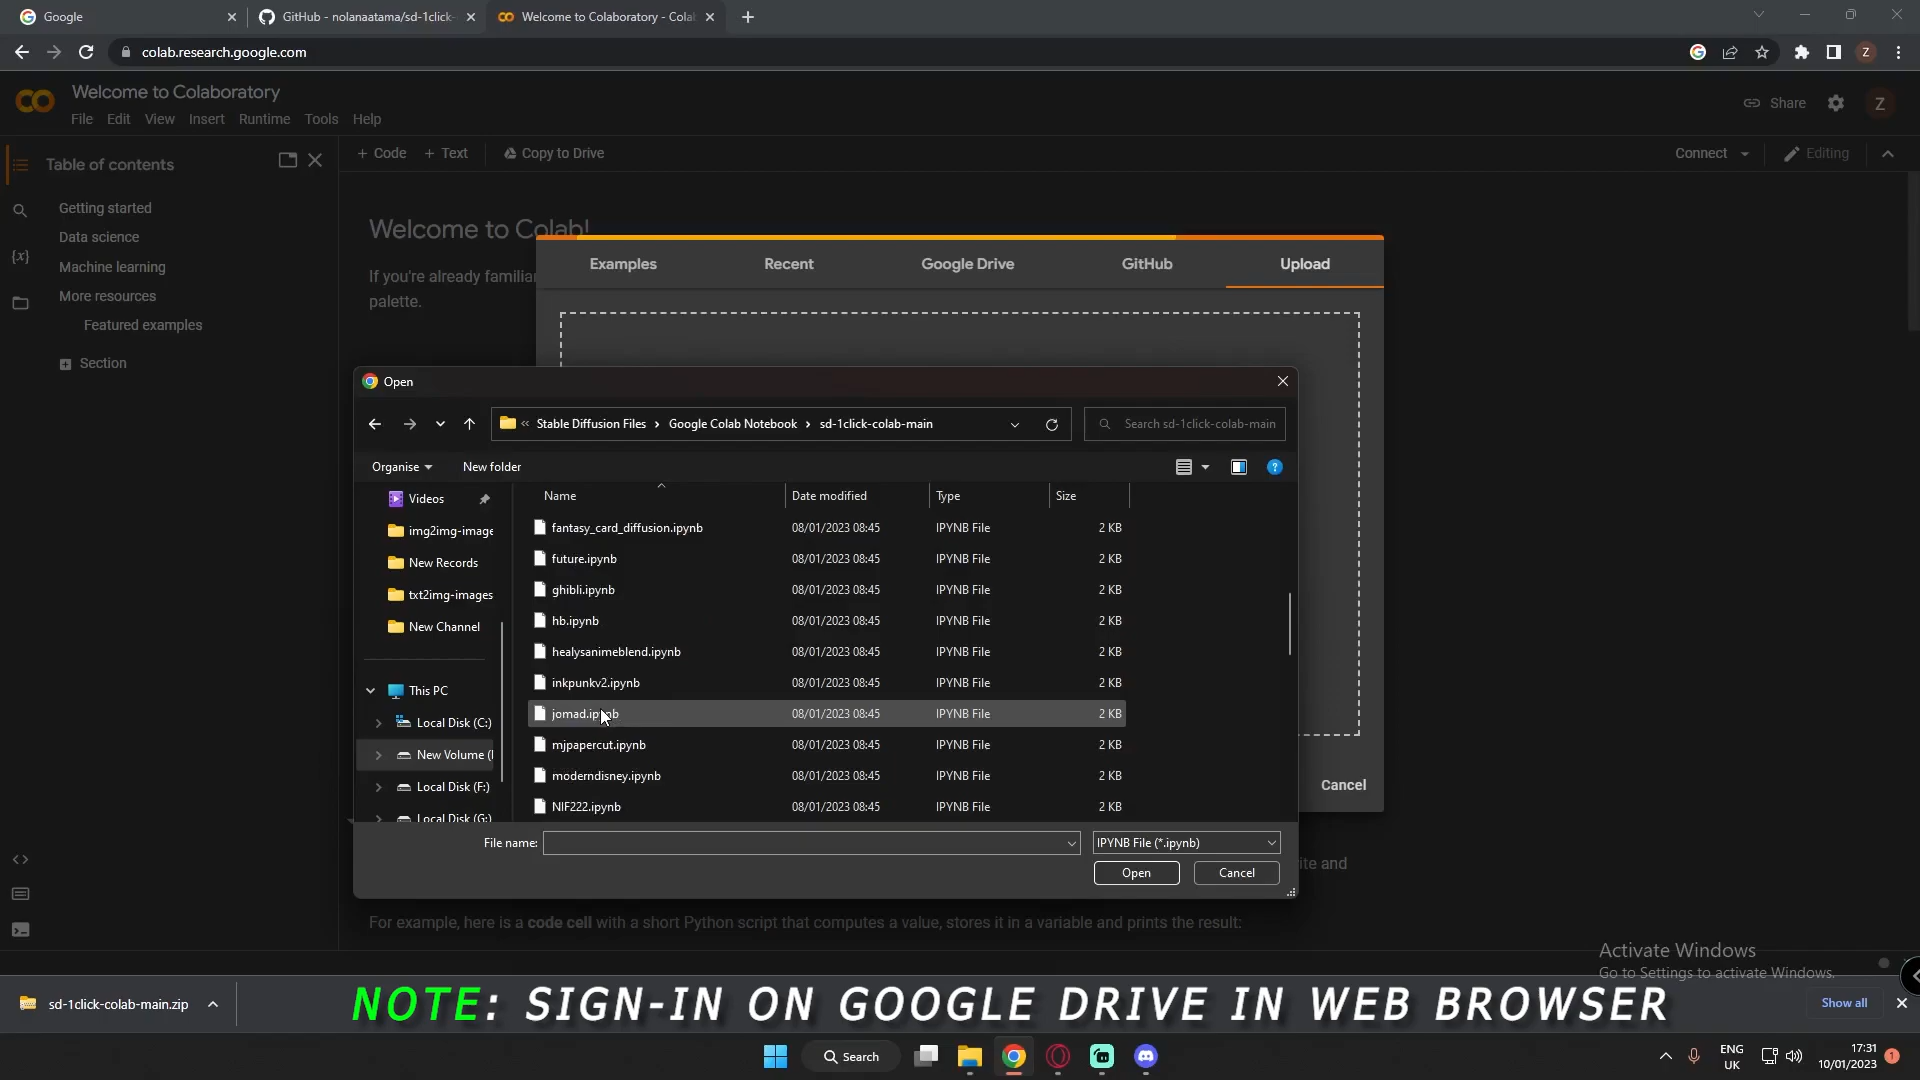 Google
GitHub - nolanaatama/sd-1click-
Welcome to Colaboratory - Cola
colab.research.google.com
Z
Welcome to Colaboratory
File Edit View Insert Runtime Tools Help
Share
Z
Table of contents
+ Code + Text Copy to Drive
Connect
Editing
Getting started
Data science
Machine learning
More resources
Featured examples
Section
Welcome to Colab!
If you're already familiar
palette.
Examples Recent Google Drive GitHub Upload
Open
« Stable Diffusion Files › Google Colab Notebook › sd-1click-colab-main
Search sd-1click-colab-main
Organise New folder
Videos
img2img-image
New Records
txt2img-images
New Channel
This PC
Local Disk (C:)
New Volume (
Local Disk (F:)
Local Disk (G:)
Name Date modified Type Size
fantasy_card_diffusion.ipynb 08/01/2023 08:45 IPYNB File 2 KB
future.ipynb 08/01/2023 08:45 IPYNB File 2 KB
ghibli.ipynb 08/01/2023 08:45 IPYNB File 2 KB
hb.ipynb 08/01/2023 08:45 IPYNB File 2 KB
healysanimeblend.ipynb 08/01/2023 08:45 IPYNB File 2 KB
inkpunkv2.ipynb 08/01/2023 08:45 IPYNB File 2 KB
jomad.ipynb 08/01/2023 08:45 IPYNB File 2 KB
mjpapercut.ipynb 08/01/2023 08:45 IPYNB File 2 KB
moderndisney.ipynb 08/01/2023 08:45 IPYNB File 2 KB
NIF222.ipynb 08/01/2023 08:45 IPYNB File 2 KB
File name:
IPYNB File (*.ipynb)
Open Cancel
Cancel
ite and
For example, here is a code cell with a short Python script that computes a value, stores it in a variable and prints the result:
Activate Windows
Go to Settings to activate Windows.
sd-1click-colab-main.zip
NOTE: SIGN-IN ON GOOGLE DRIVE IN WEB BROWSER
Show all
Search
ENG
UK
17:31
10/01/2023
1